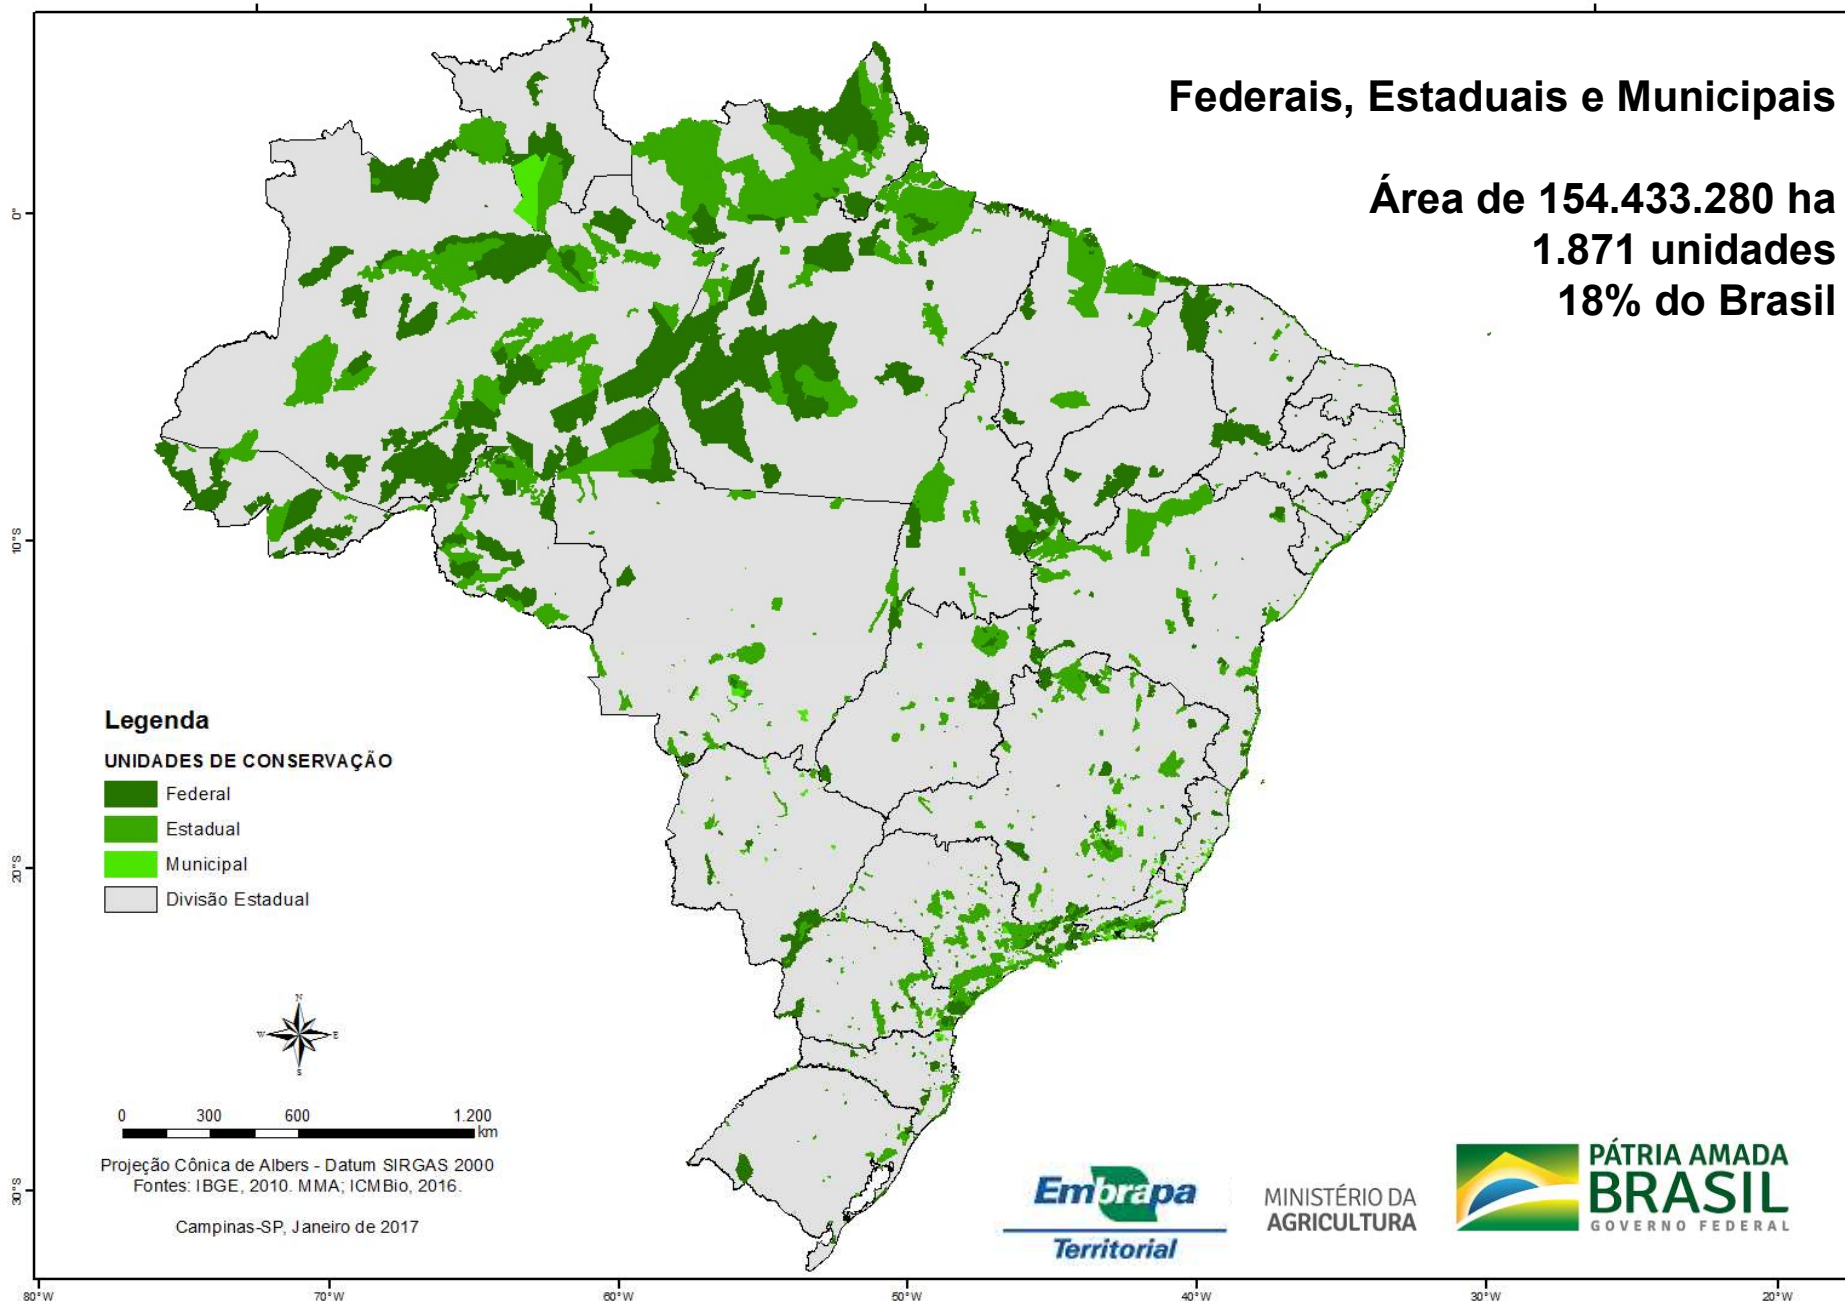 Federais, Estaduais e Municipais
Área de 154.433.280 ha
1.871 unidades
18% do Brasil
0°
10°S
20°S
30°S
Legenda
UNIDADES DE CONSERVAÇÃO
Federal
Estadual
Municipal
Divisão Estadual
N
W E
S
0 300 600 1.200
km
Projeção Cônica de Albers - Datum SIRGAS 2000
Fontes: IBGE, 2010. MMA; ICMBio, 2016.
Campinas-SP, Janeiro de 2017
Embrapa
Territorial
MINISTÉRIO DA
AGRICULTURA
PÁTRIA AMADA
BRASIL
GOVERNO FEDERAL
80°W 70°W 60°W 50°W 40°W 30°W 20°W